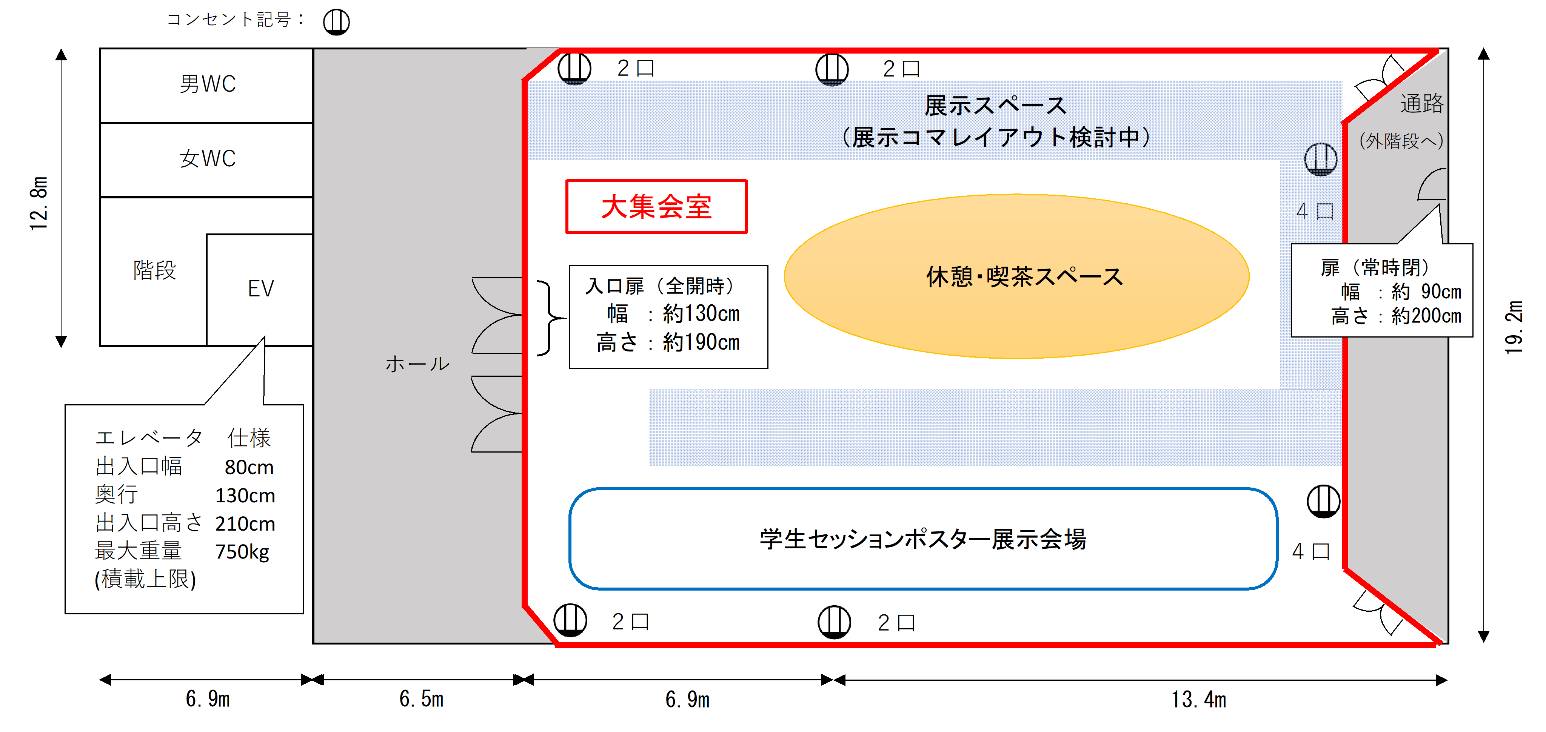 コンセント記号：
男WC
女WC
階段
EV
12.8m
エレベータ 仕様
出入口幅 80cm
奥行 130cm
出入口高さ 210cm
最大重量 750kg
(積載上限)
ホール
２口
２口
展示スペース
（展示コマレイアウト検討中）
大集会室
入口扉（全開時）
幅 ：約130cm
高さ：約190cm
休憩・喫茶スペース
４口
通路
(外階段へ)
扉（常時閉）
幅 ：約 90cm
高さ：約200cm
19.2m
学生セッションポスター展示会場
４口
２口
２口
6.9m
6.5m
6.9m
13.4m